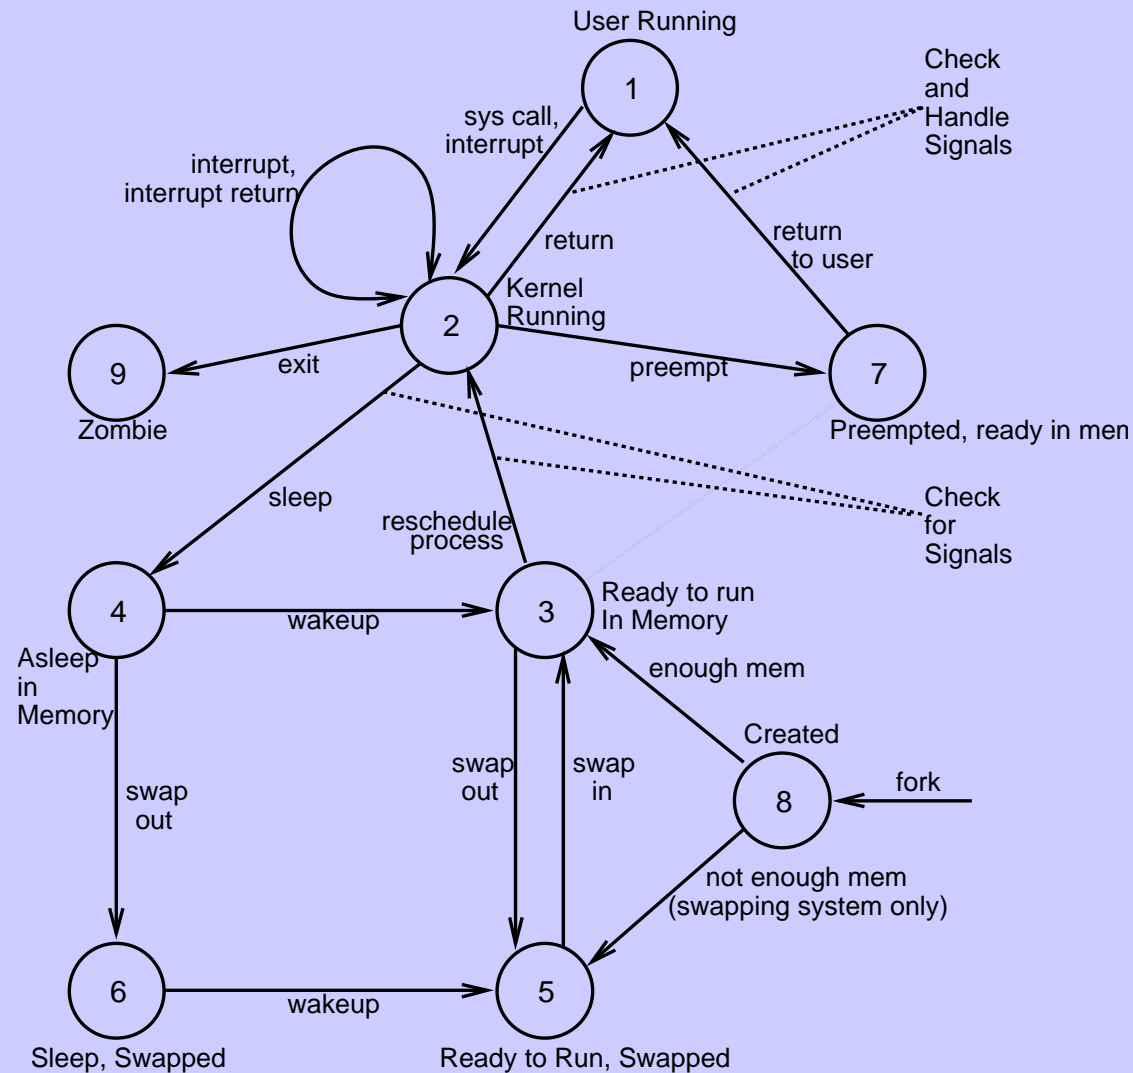 User Running
1
Check
and
Handle
Signals
sys call,
interrupt
interrupt,
interrupt return
return
return
to user
Kernel
Running
2
9
Zombie
exit
preempt
7
Preempted, ready in men
sleep
reschedule
process
Check
for
Signals
4
Asleep
in
Memory
wakeup
3
Ready to run
In Memory
enough mem
Created
8
fork
swap
out
swap
out
swap
in
not enough mem
(swapping system only)
6
Sleep, Swapped
wakeup
5
Ready to Run, Swapped